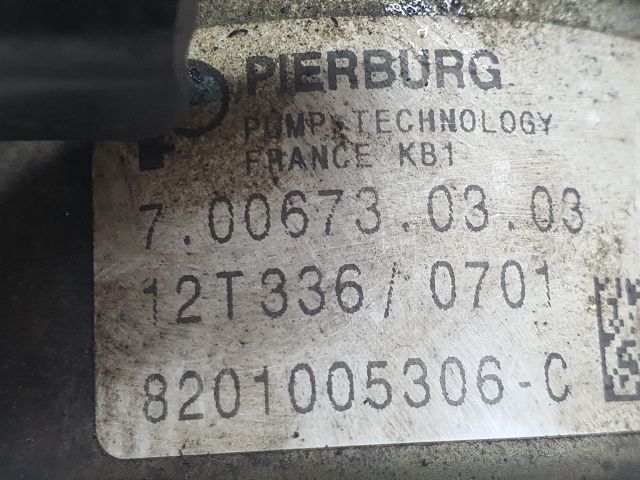 PIERBURG
PUMP TECHNOLOGY
FRANCE KB1
7.00673.03.03
12T336/0701
8201005306-C